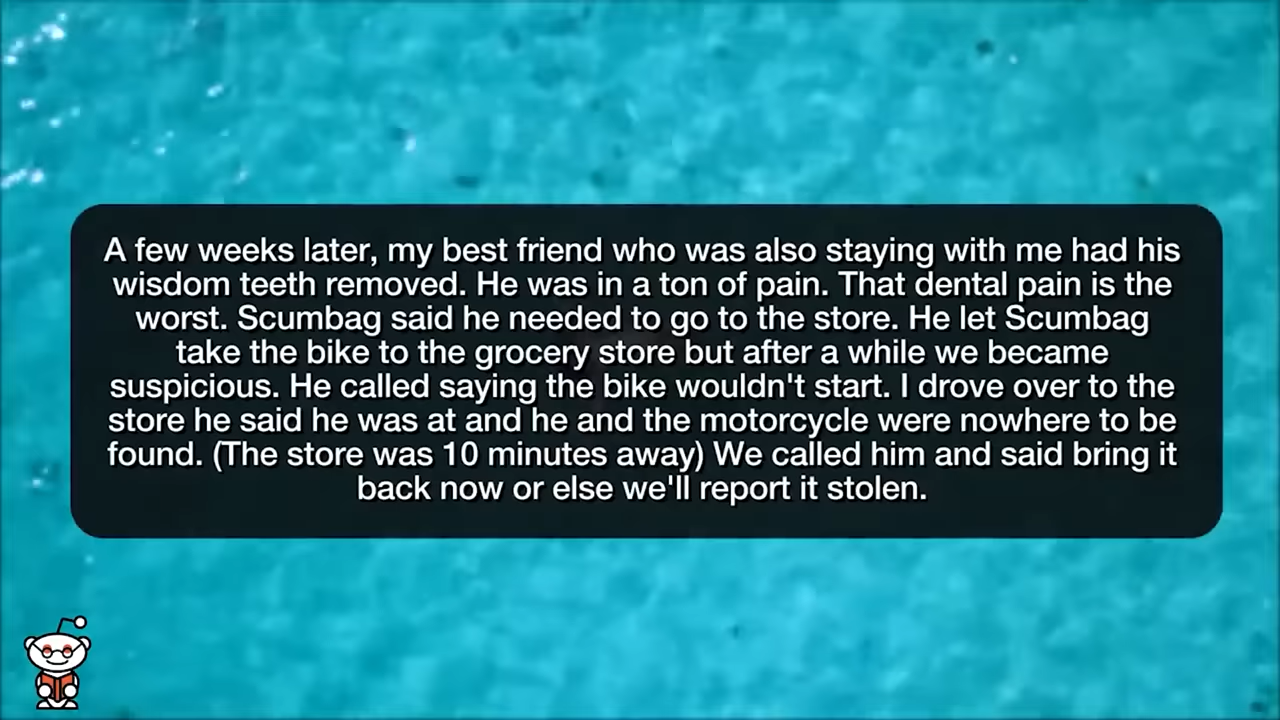 A few weeks later, my best friend who was also staying with me had his
wisdom teeth removed. He was in a ton of pain. That dental pain is the
worst. Scumbag said he needed to go to the store. He let Scumbag
take the bike to the grocery store but after a while we became
suspicious. He called saying the bike wouldn't start. I drove over to the
store he said he was at and he and the motorcycle were nowhere to be
found. (The store was 10 minutes away) We called him and said bring it
back now or else we'll report it stolen.